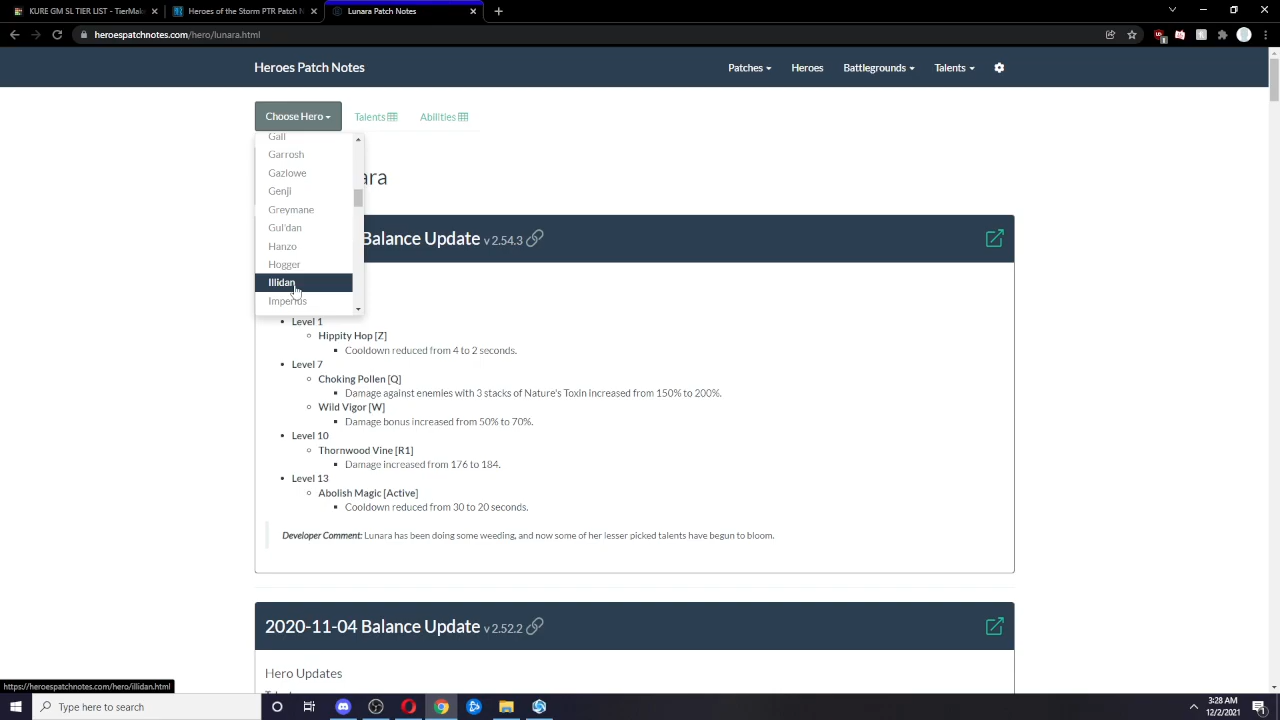 KURE GM SL TIER LIST - TierMak
Heroes of the Storm PTR Patch N
Lunara Patch Notes
heroespatchnotes.com/hero/lunara.html
Heroes Patch Notes
Patches
Heroes
Battlegrounds
Talents
Choose Hero
Talents
Abilities
Gall
Garrosh
Gazlowe
Genji
Greymane
Gul'dan
Hanzo
Hogger
Illidan
Imperius
ara
Balance Update v 2.54.3
Level 1
Hippity Hop [Z]
Cooldown reduced from 4 to 2 seconds.
Level 7
Choking Pollen [Q]
Damage against enemies with 3 stacks of Nature's Toxin increased from 150% to 200%.
Wild Vigor [W]
Damage bonus increased from 50% to 70%.
Level 10
Thornwood Vine [R1]
Damage increased from 176 to 184.
Level 13
Abolish Magic [Active]
Cooldown reduced from 30 to 20 seconds.
Developer Comment: Lunara has been doing some weeding, and now some of her lesser picked talents have begun to bloom.
2020-11-04 Balance Update v 2.52.2
Hero Updates
https://heroespatchnotes.com/hero/illidan.html
Type here to search
3:28 AM
12/2/2021